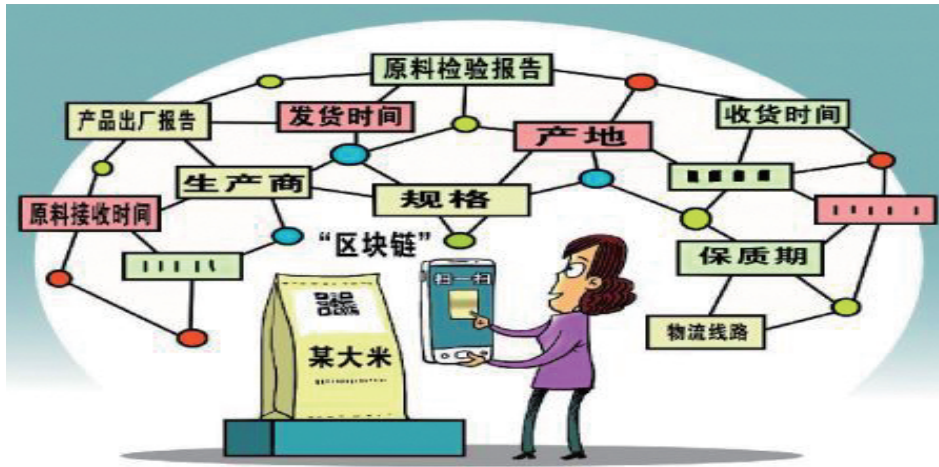 原料检验报告
产品出厂报告
发货时间
产地
收货时间
生产商
规格
原料接收时间
“区块链”
保质期
扫一扫
物流线路
某大米